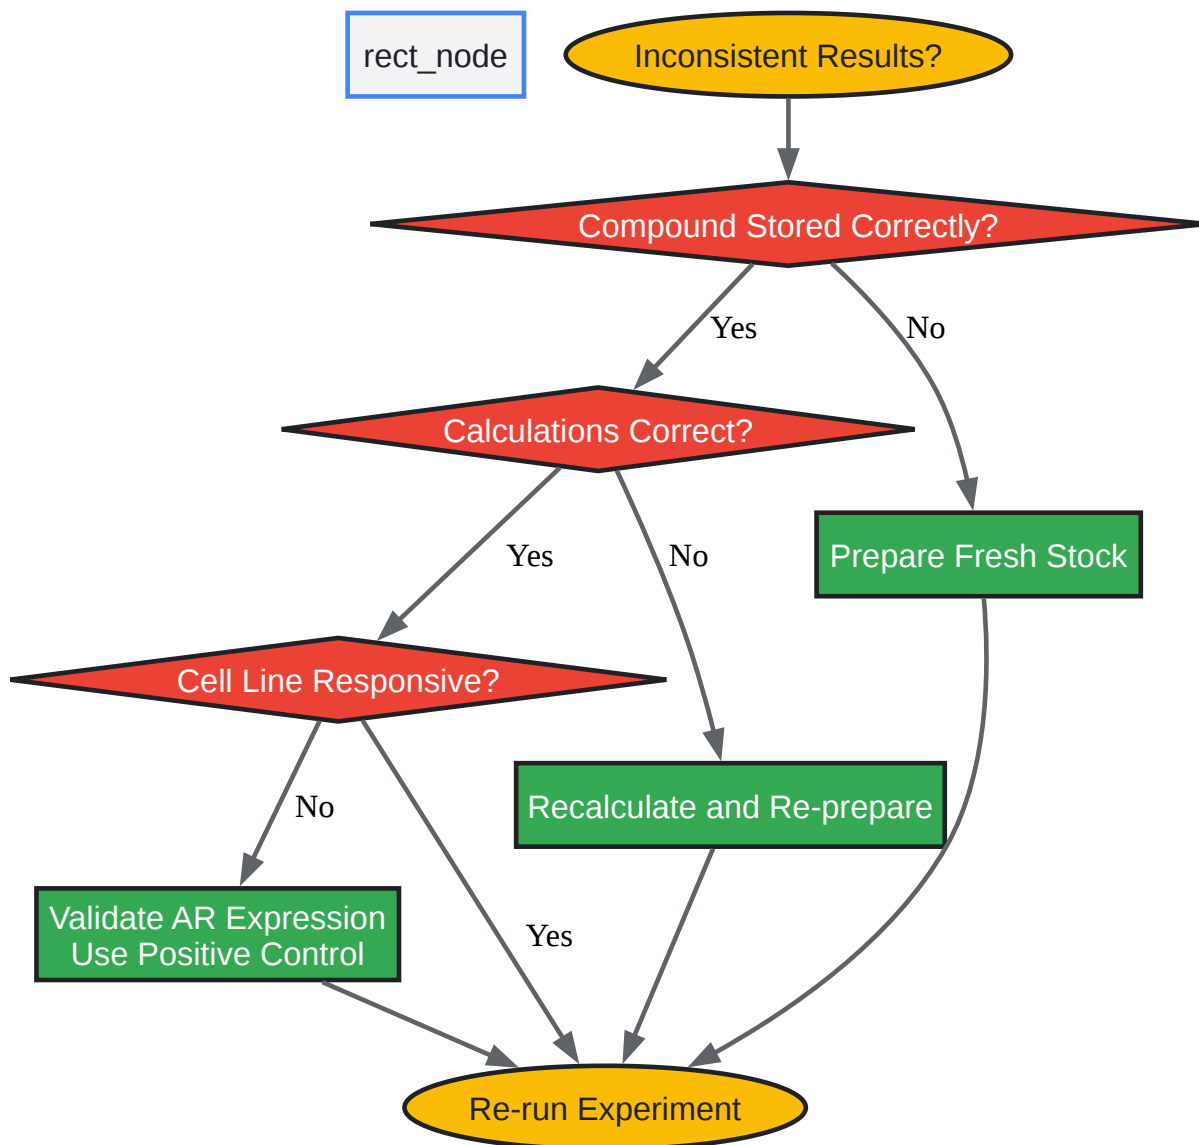 rect_node
Inconsistent Results?
Compound Stored Correctly?
Yes
No
Calculations Correct?
Yes
No
Prepare Fresh Stock
Cell Line Responsive?
No
Recalculate and Re-prepare
Validate AR Expression
Use Positive Control
Yes
Re-run Experiment